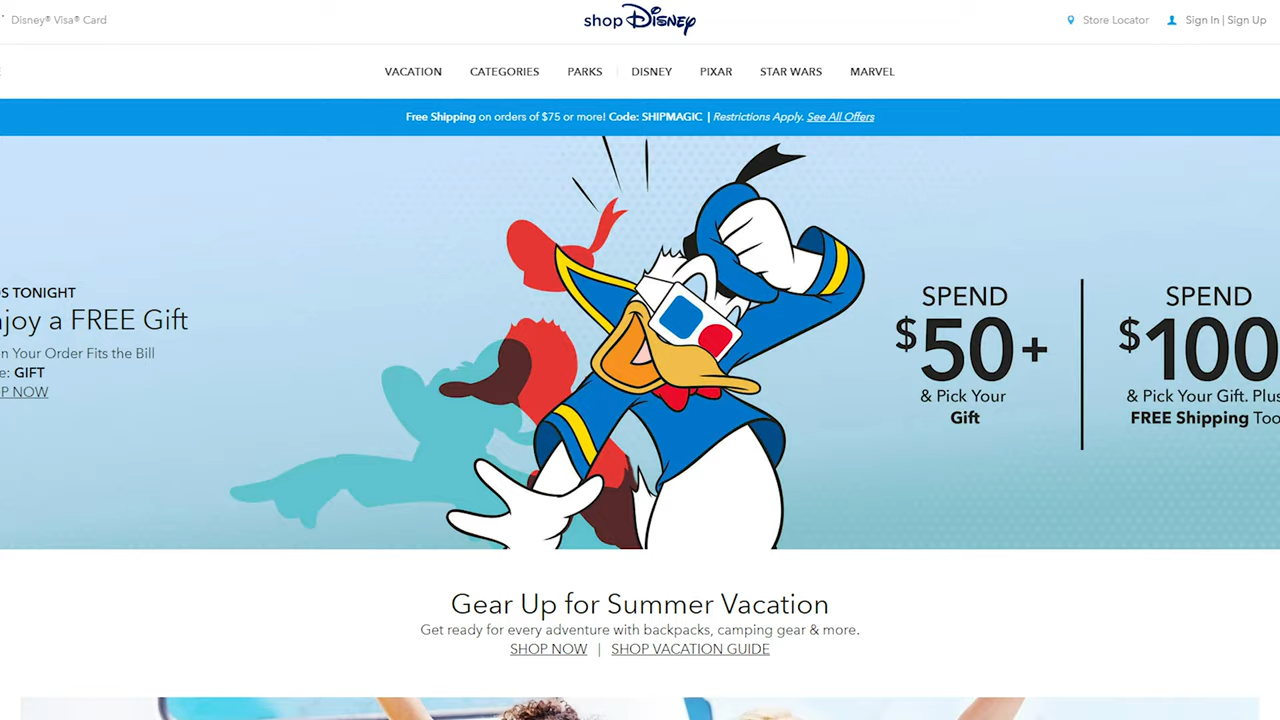 Disney® Visa® Card
shop Disney
Store Locator
Sign In | Sign Up
VACATION CATEGORIES PARKS DISNEY PIXAR STAR WARS MARVEL
Free Shipping on orders of $75 or more! Code: SHIPMAGIC | Restrictions Apply. See All Offers
TONIGHT
a FREE Gift
Your Order Fits the Bill
GIFT
NOW
SPEND
$50+
& Pick Your
Gift
SPEND
$100
& Pick Your Gift. Plus
FREE Shipping Too
Gear Up for Summer Vacation
Get ready for every adventure with backpacks, camping gear & more.
SHOP NOW | SHOP VACATION GUIDE